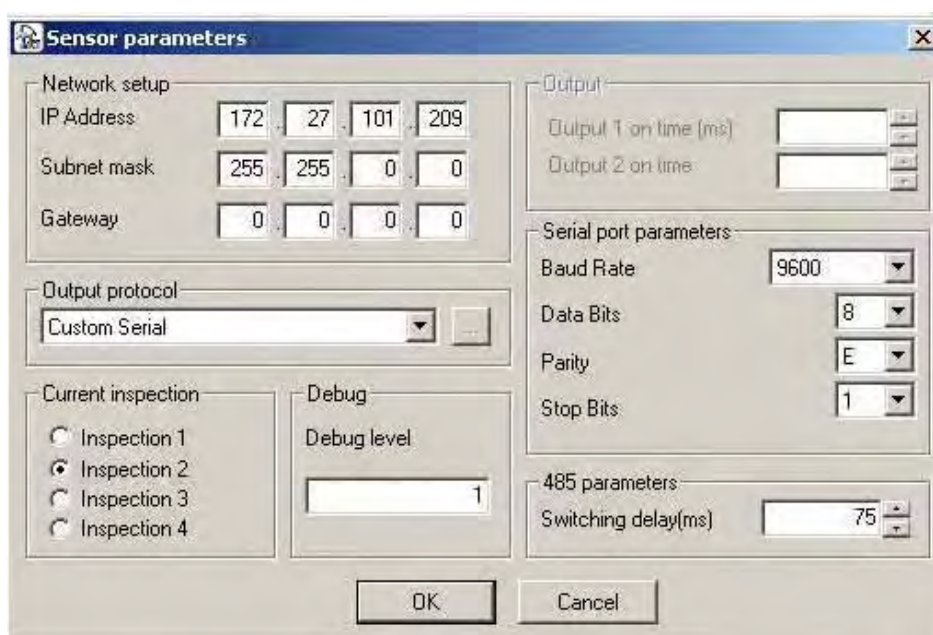 Sensor parameters
Network setup
IP Address 172 . 27 . 101 . 209
Subnet mask 255 . 255 . 0 . 0
Gateway 0 . 0 . 0 . 0
Output protocol
Custom Serial ...
Current inspection
Inspection 1
Inspection 2
Inspection 3
Inspection 4
Debug
Debug level
1
Output
Output 1 on time (ms)
Output 2 on time
Serial port parameters
Baud Rate 9600
Data Bits 8
Parity E
Stop Bits 1
485 parameters
Switching delay(ms) 75
OK Cancel